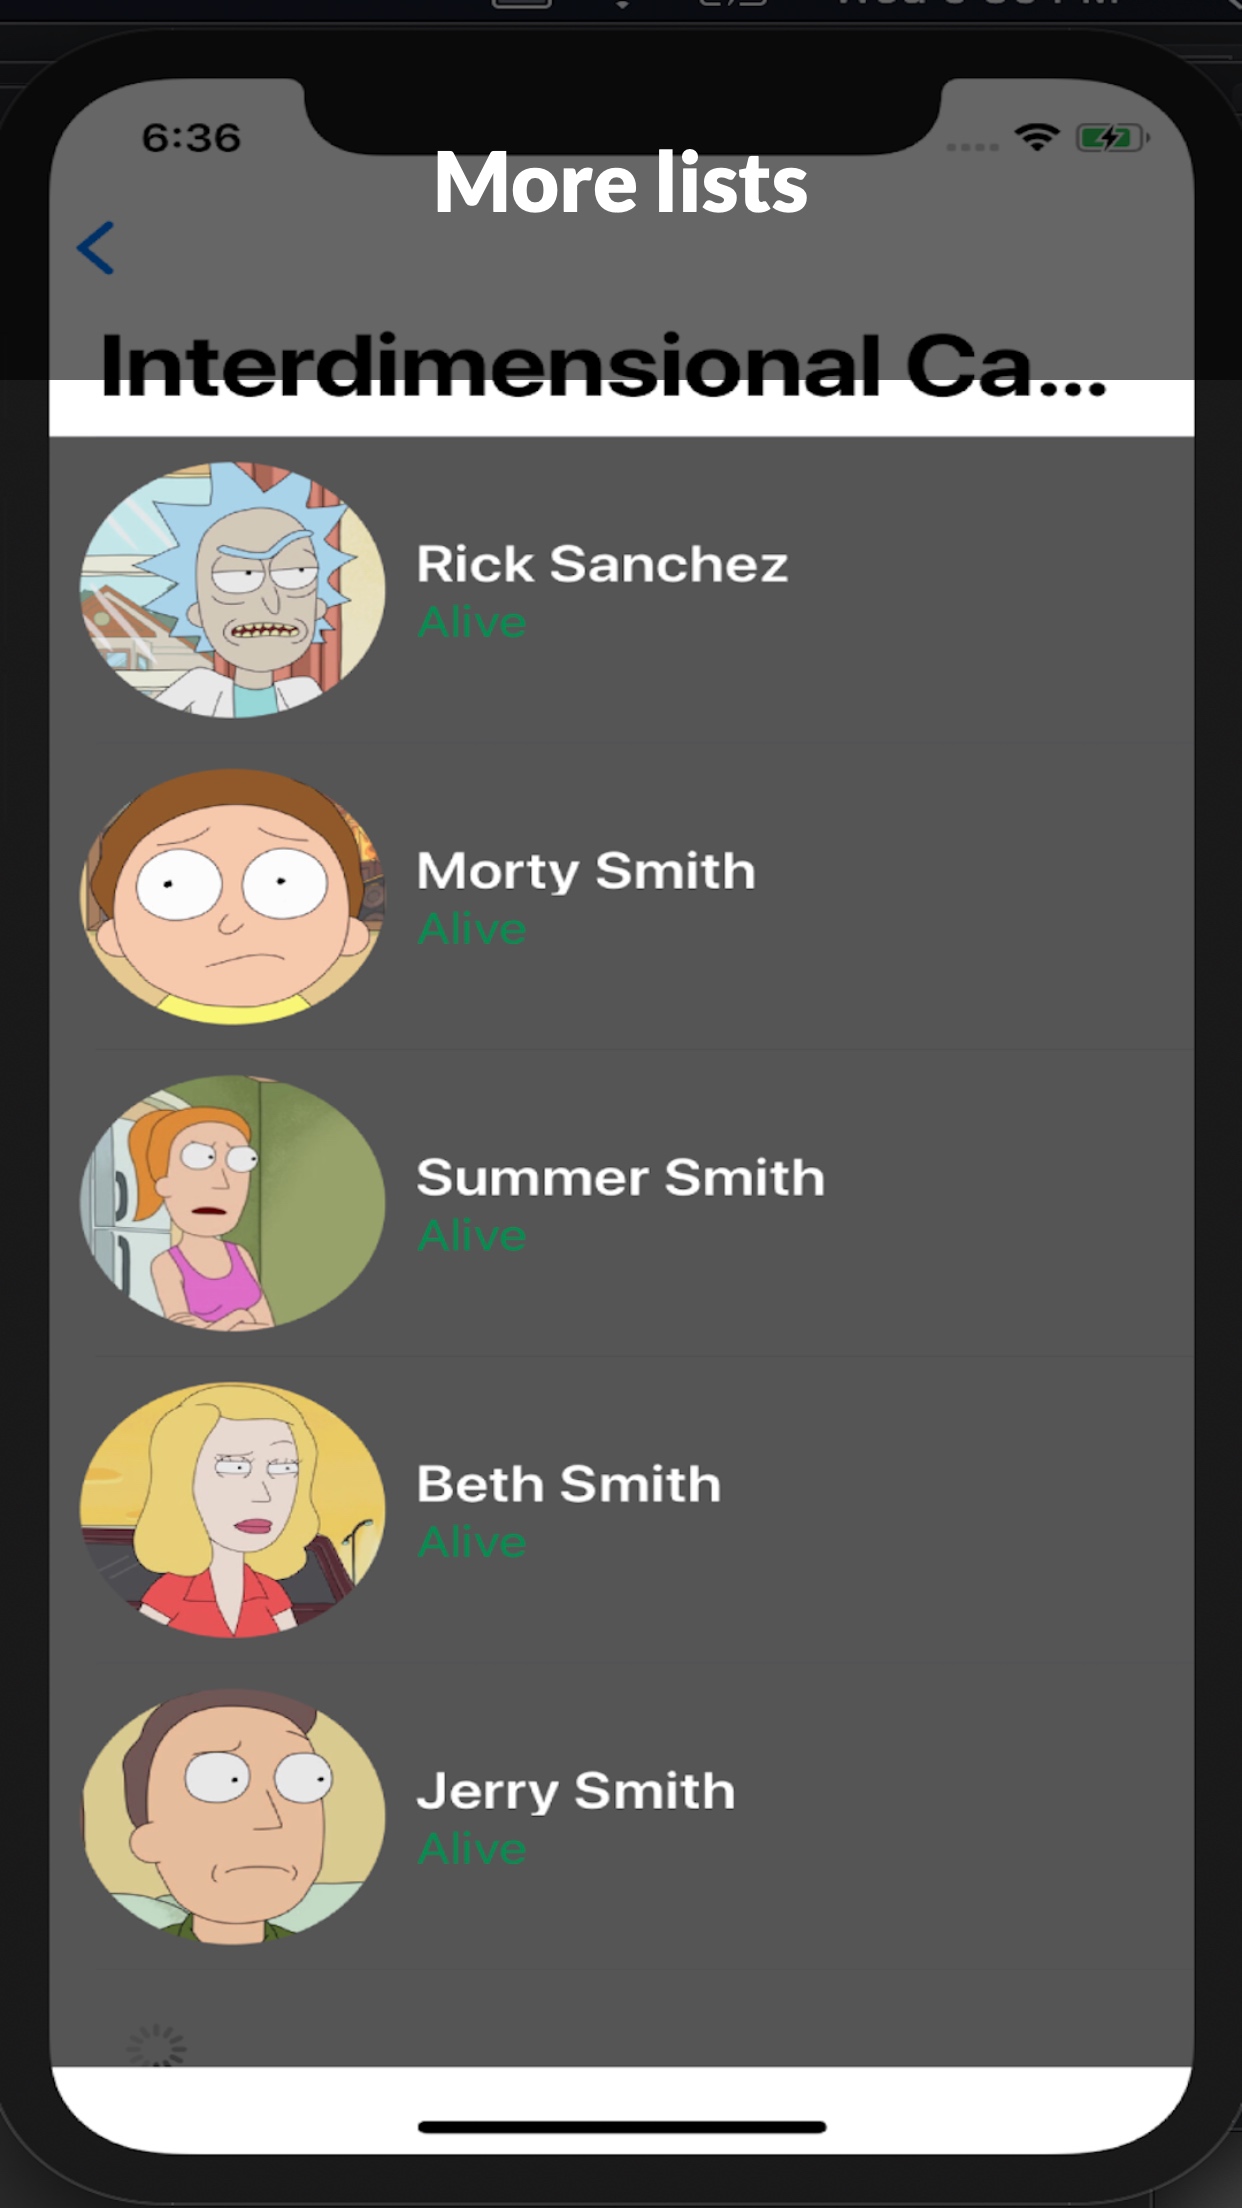 6:36
More lists
Interdimensional Ca...
Rick Sanchez
Alive
Morty Smith
Alive
Summer Smith
Alive
Beth Smith
Alive
Jerry Smith
Alive